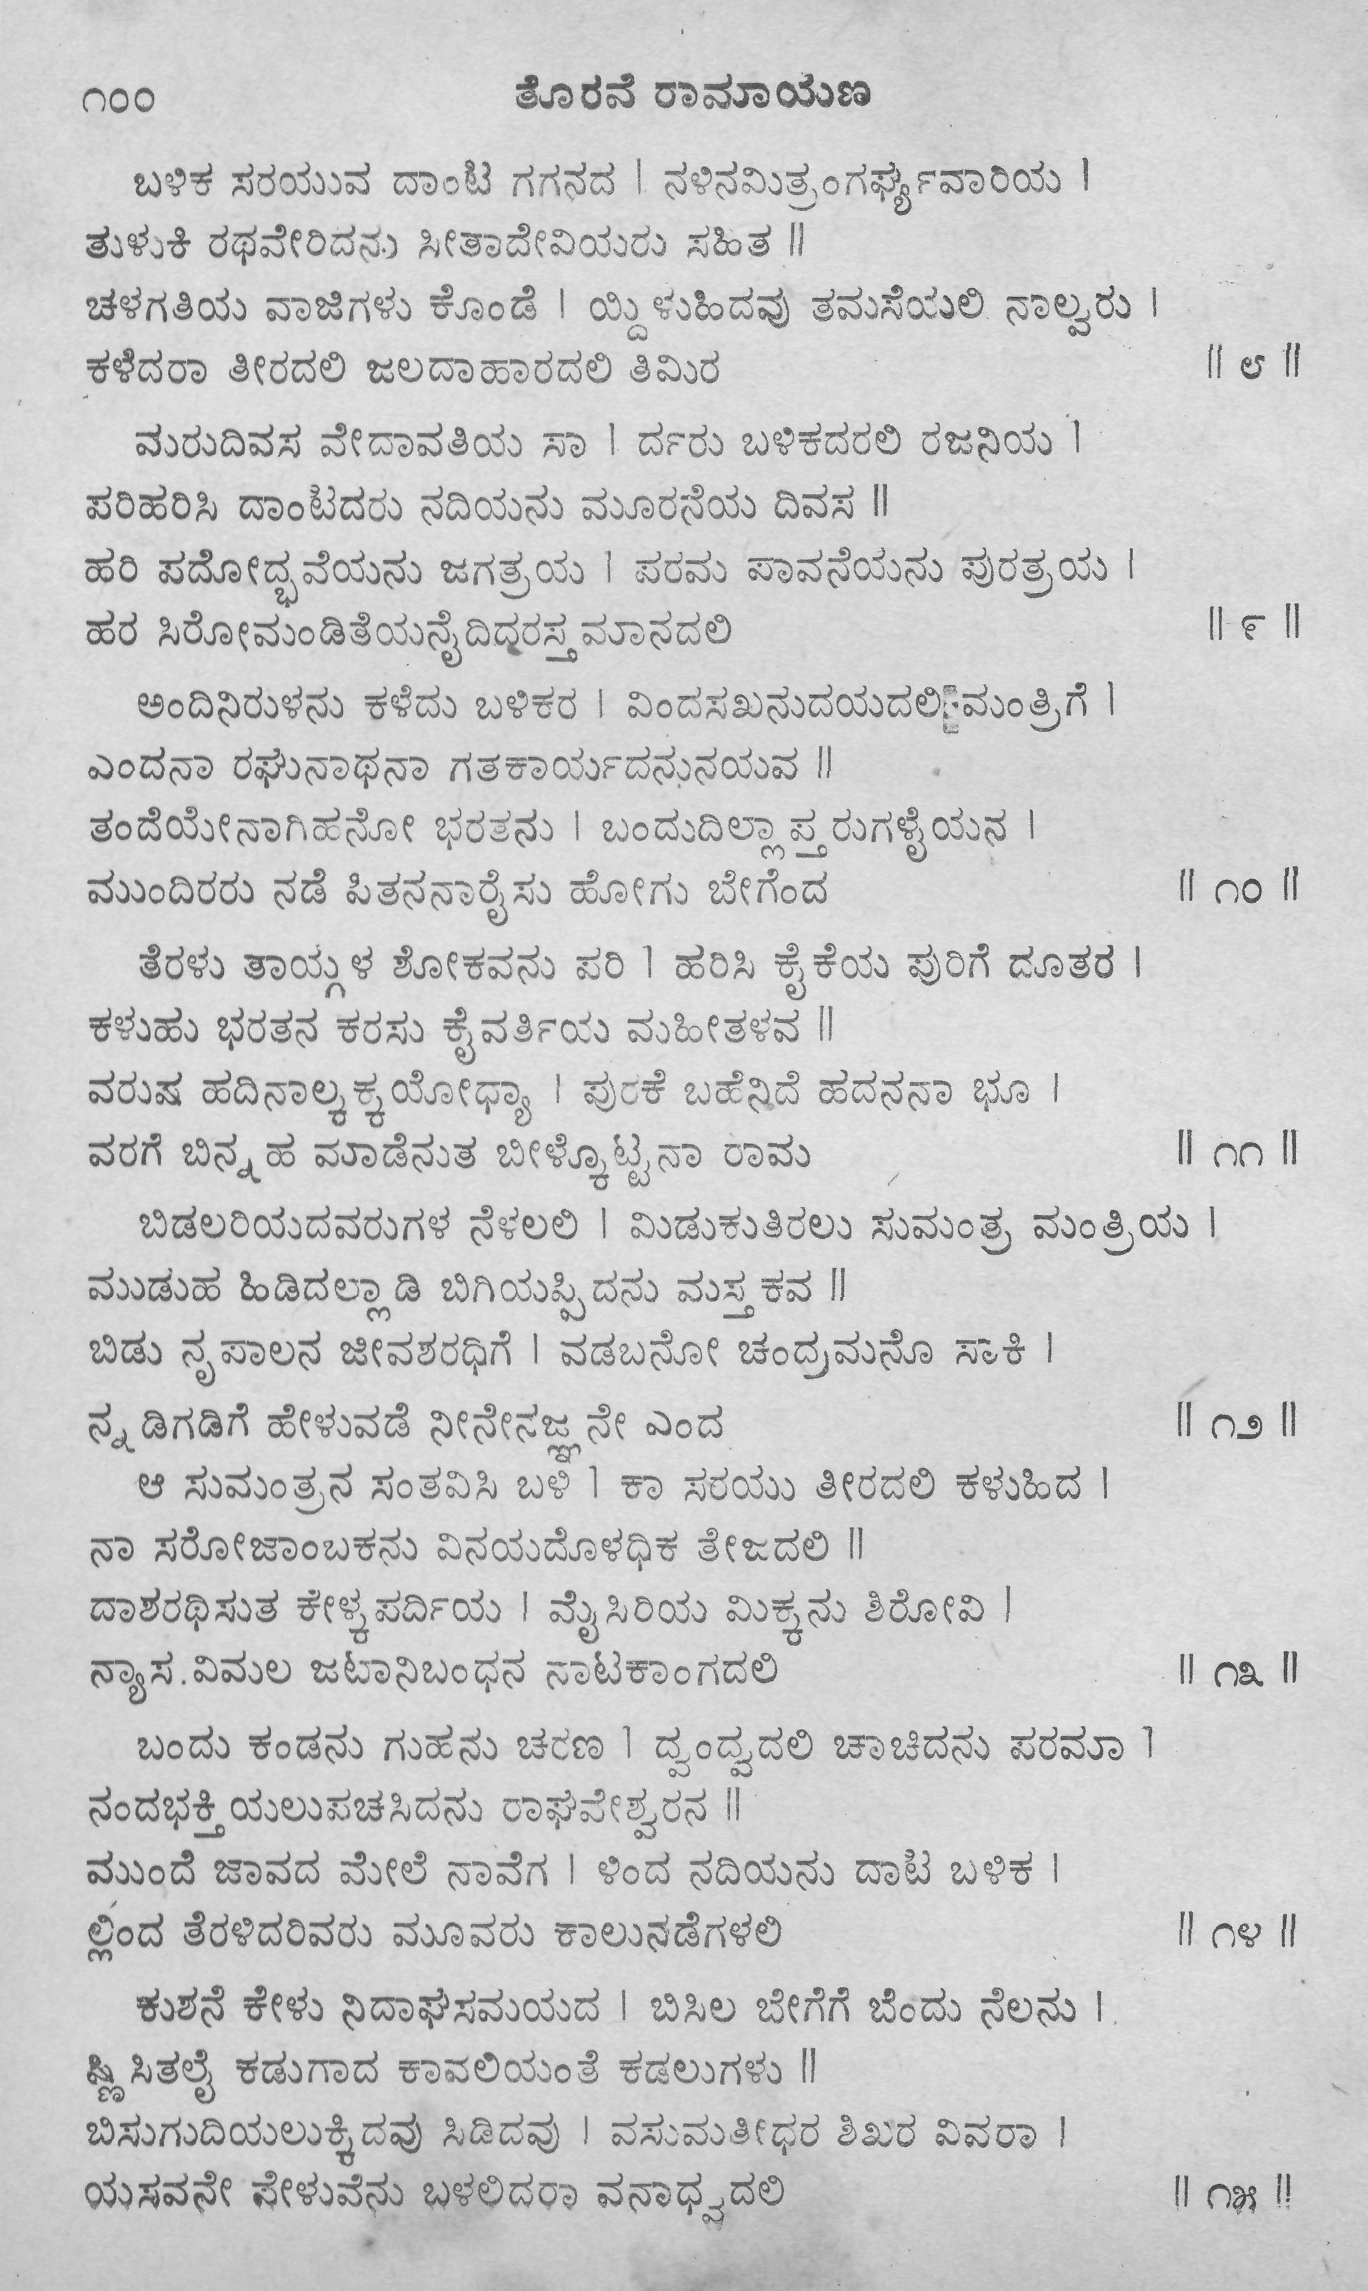 ೧೦೦ ತೊರವೆ ರಾಮಾಯಣ
ಬಳಿಕ ಸರಯುವ ದಾಂಟಿ ಗಗನದ | ನಳಿನಮಿತ್ರಂಗರ್ಘ್ಯವಾರಿಯ |
ತುಳುಕಿ ರಥವೇರಿದನು ಸೀತಾದೇವಿಯರು ಸಹಿತ ||
ಚಳಗತಿಯ ವಾಜಿಗಳು ಕೊಂಡೆ | ಯ್ದಿಳುಹಿದವು ತಮಸೆಯಲಿ ನಾಲ್ವರು |
ಕಳೆದರಾ ತೀರದಲಿ ಜಲದಾಹಾರದಲಿ ತಿಮಿರ || ೮ ||
ಮರುದಿವಸ ವೇದಾವತಿಯ ಸಾ | ರ್ದರು ಬಳಿಕದರಲಿ ರಜನಿಯ |
ಪರಿಹರಿಸಿ ದಾಂಟಿದರು ನದಿಯನು ಮೂರನೆಯ ದಿವಸ ||
ಹರಿ ಪದೋದ್ಭವೆಯನು ಜಗತ್ರಯ | ಪರಮ ಪಾವನೆಯನು ಪುರತ್ರಯ |
ಹರ ಸಿರೋಮಂಡಿತೆಯನೈದಿದರಸ್ತಮಾನದಲಿ || ೯ ||
ಅಂದಿನಿರುಳನು ಕಳೆದು ಬಳಿಕರ | ವಿಂದಸಖನುದಯದಲಿ ಮಂತ್ರಿಗೆ |
ಎಂದನಾ ರಘುನಾಥನಾ ಗತಕಾರ್ಯದನುನಯವ ||
ತಂದೆಯೇನಾಗಿಹನೋ ಭರತನು | ಬಂದುದಿಲ್ಲಾಪ್ತರುಗಳೈಯನ |
ಮುಂದಿರರು ನಡೆ ಪಿತನನಾರೈಸು ಹೋಗು ಬೇಗೆಂದ || ೧೦ ||
ತೆರಳು ತಾಯ್ಗಳ ಶೋಕವನು ಪರಿ | ಹರಿಸಿ ಕೈಕೆಯ ಪುರಿಗೆ ದೂತರ |
ಕಳುಹು ಭರತನ ಕರಸು ಕೈವರ್ತಿಯ ಮಹೀತಳವ ||
ವರುಷ ಹದಿನಾಲ್ಕಕ್ಕಯೋಧ್ಯಾ | ಪುರಕೆ ಬಹೆನಿದೆ ಹದನನಾ ಭೂ |
ವರಗೆ ಬಿನ್ನಹ ಮಾಡೆನುತ ಬೀಳ್ಕೊಟ್ಟನಾ ರಾಮ || ೧೧ ||
ಬಿಡಲರಿಯದವರುಗಳ ನೆಳಲಲಿ | ಮಿಡುಕುತಿರಲು ಸುಮಂತ್ರ ಮಂತ್ರಿಯ |
ಮುಡುಹ ಹಿಡಿದಲ್ಲಾಡಿ ಬಿಗಿಯಪ್ಪಿದನು ಮಸ್ತಕವ ||
ಬಿಡು ನೃಪಾಲನ ಜೀವಶರಧಿಗೆ | ವಡಬನೋ ಚಂದ್ರಮನೊ ಸಾಕಿ |
ನ್ನಡಿಗಡಿಗೆ ಹೇಳುವಡೆ ನೀನೇನಜ್ಞನೇ ಎಂದ || ೧೨ ||
ಆ ಸುಮಂತ್ರನ ಸಂತವಿಸಿ ಬಳಿ | ಕಾ ಸರಯು ತೀರದಲಿ ಕಳುಹಿದ |
ನಾ ಸರೋಜಾಂಬಕನು ವಿನಯದೊಳಧಿಕ ತೇಜದಲಿ ||
ದಾಶರಥಿಸುತ ಕೇಳ್ಕಪರ್ದಿಯ | ಮೈಸಿರಿಯ ಮಿಕ್ಕನು ಶಿರೋವಿ |
ನ್ಯಾಸ.ವಿಮಲ ಜಟಾನಿಬಂಧನ ನಾಟಕಾಂಗದಲಿ || ೧೩ ||
ಬಂದು ಕಂಡನು ಗುಹನು ಚರಣ | ದ್ವಂದ್ವದಲಿ ಚಾಚಿದನು ಪರಮಾ |
ನಂದಭಕ್ತಿಯಲುಪಚಸಿದನು ರಾಘವೇಶ್ವರನ ||
ಮುಂದೆ ಜಾವದ ಮೇಲೆ ನಾವೆಗ | ಳಿಂದ ನದಿಯನು ದಾಟಿ ಬಳಿಕ |
ಲ್ಲಿಂದ ತೆರಳಿದರಿವರು ಮೂವರು ಕಾಲುನಡೆಗಳಲಿ || ೧೪ ||
ಕುಶನೆ ಕೇಳು ನಿದಾಘಸಮಯದ | ಬಿಸಿಲ ಬೇಗೆಗೆ ಬೆಂದು ನೆಲನು |
ಷ್ಣಿಸಿತಲೈ ಕಡುಗಾದ ಕಾವಲಿಯಂತೆ ಕಡಲುಗಳು ||
ಬಿಸುಗುದಿಯಲುಕ್ಕಿದವು ಸಿಡಿದವು | ವಸುಮತೀಧರ ಶಿಖರ ವಿವರಾ |
ಯಸವನೇ ಪೇಳುವೆನು ಬಳಲಿದರಾ ವನಾಧ್ವದಲಿ || ೧೫ ||